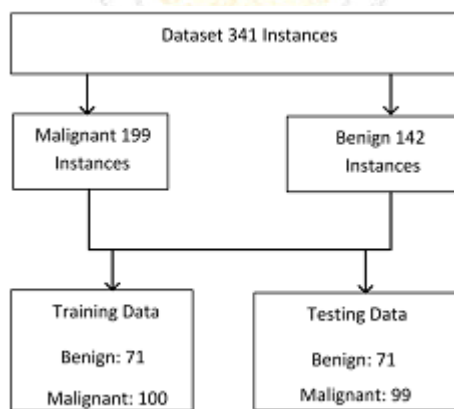 Dataset 341 Instances
Malignant 199
Instances
Benign 142
Instances
Training Data
Benign: 71
Malignant: 100
Testing Data
Benign: 71
Malignant: 99